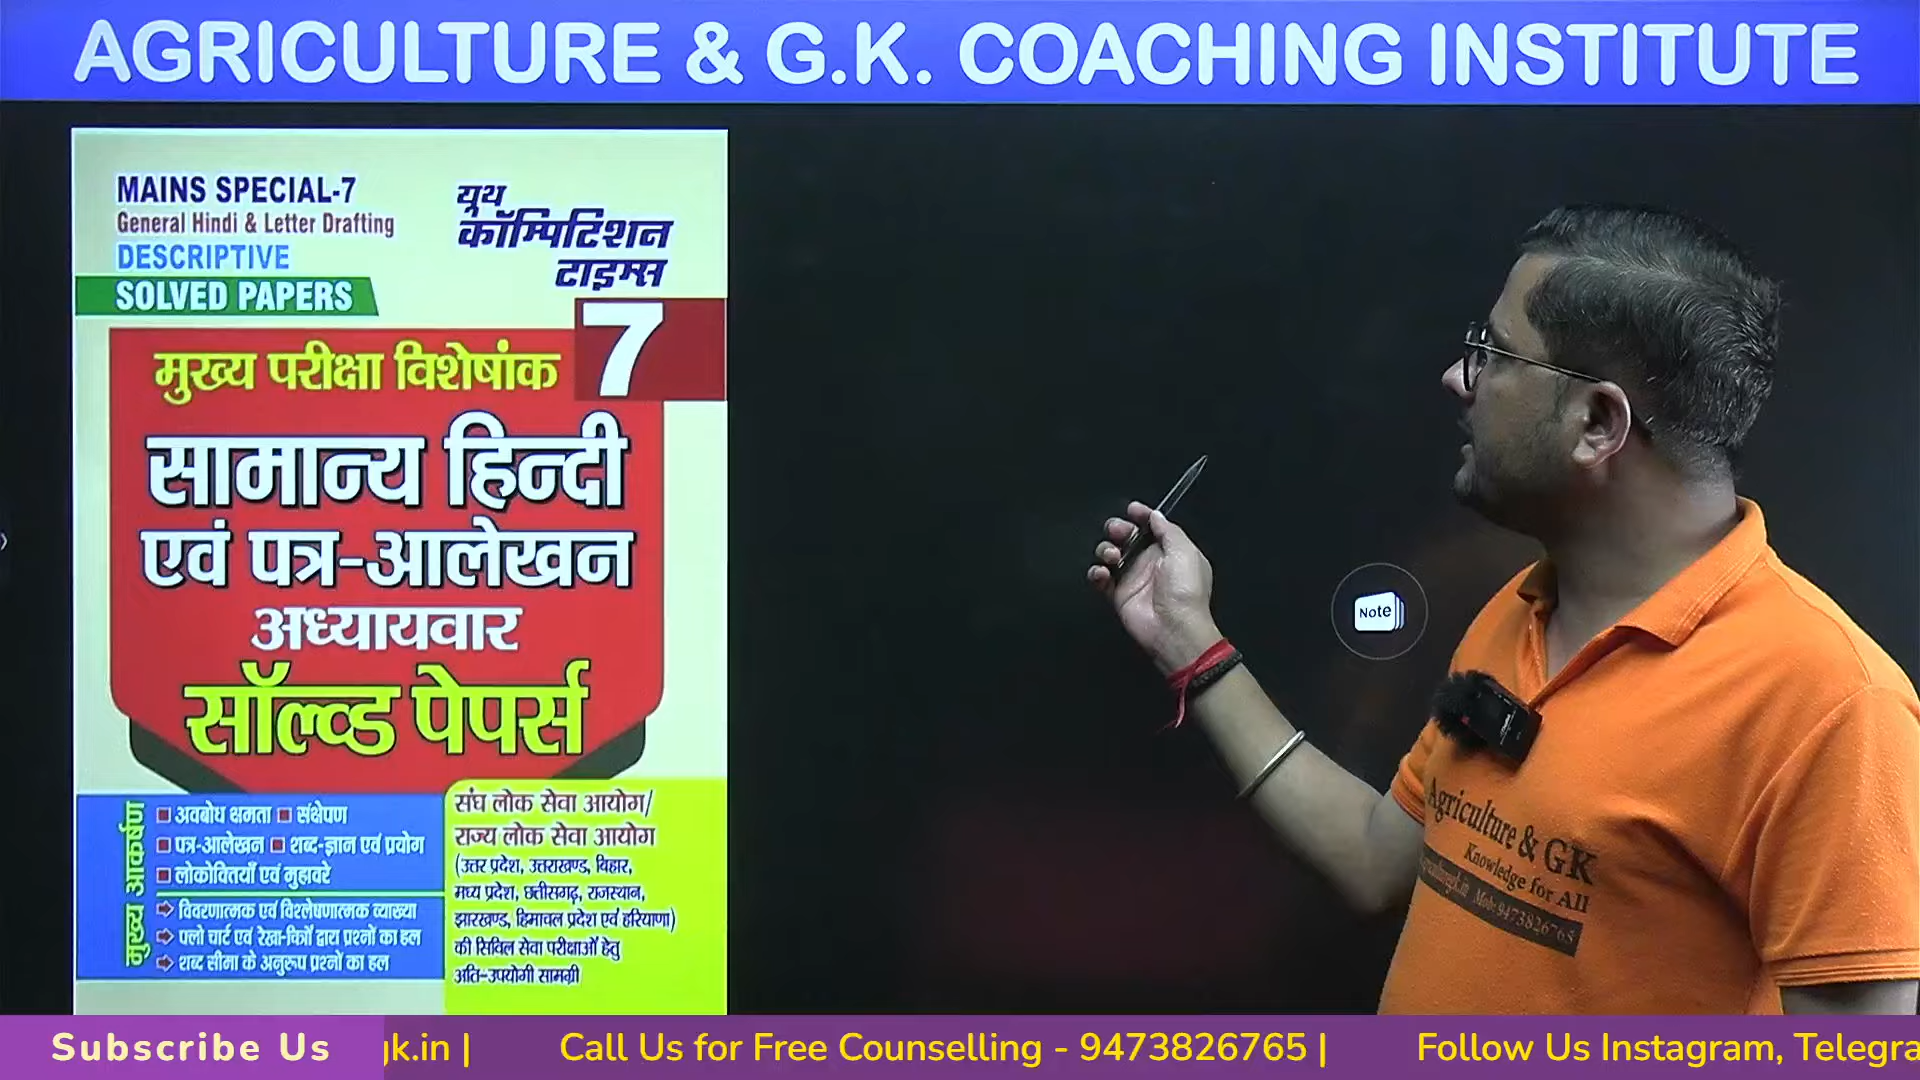 AGRICULTURE & G.K. COACHING INSTITUTE
MAINS SPECIAL-7
General Hindi & Letter Drafting
DESCRIPTIVE
SOLVED PAPERS
यूथ
कॉम्पिटिशन
टाइम्स
7
मुख्य परीक्षा विशेषांक
सामान्य हिन्दी
एवं पत्र-आलेखन
अध्यायवार
सॉल्व्ड पेपर्स
मुख्य आकर्षण
अवबोध क्षमता संक्षेपण
पत्र-आलेखन शब्द-ज्ञान एवं प्रयोग
लोकोक्तियाँ एवं मुहावरे
विवरणात्मक एवं विश्लेषणात्मक व्याख्या
फ्लो चार्ट एवं रेखा-चित्रों द्वारा प्रश्नों का हल
शब्द सीमा के अनुरुप प्रश्नों का हल
संघ लोक सेवा आयोग/
राज्य लोक सेवा आयोग
(उत्तर प्रदेश, उत्तराखण्ड, बिहार,
मध्य प्रदेश, छत्तीसगढ़, राजस्थान,
झारखण्ड, हिमाचल प्रदेश एवं हरियाणा)
की सिविल सेवा परीक्षाओं हेतु
अति-उपयोगी सामग्री
Note
Agriculture & GK
Knowledge for All
Mob: 9473826765
Subscribe Us
gk.in | Call Us for Free Counselling - 9473826765 | Follow Us Instagram, Telegra